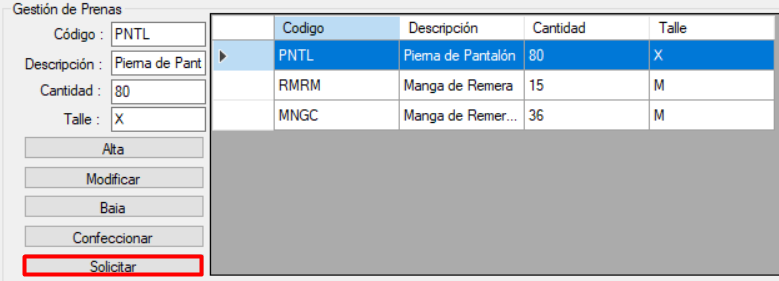 Gestión de Prenas
Código : PNTL
Descripción : Pierna de Pant
Cantidad : 80
Talle : X
Alta
Modificar
Baja
Confeccionar
Solicitar
Codigo Descripción Cantidad Talle
PNTL Pierna de Pantalón 80 X
RMRM Manga de Remera 15 M
MNGC Manga de Remer... 36 M